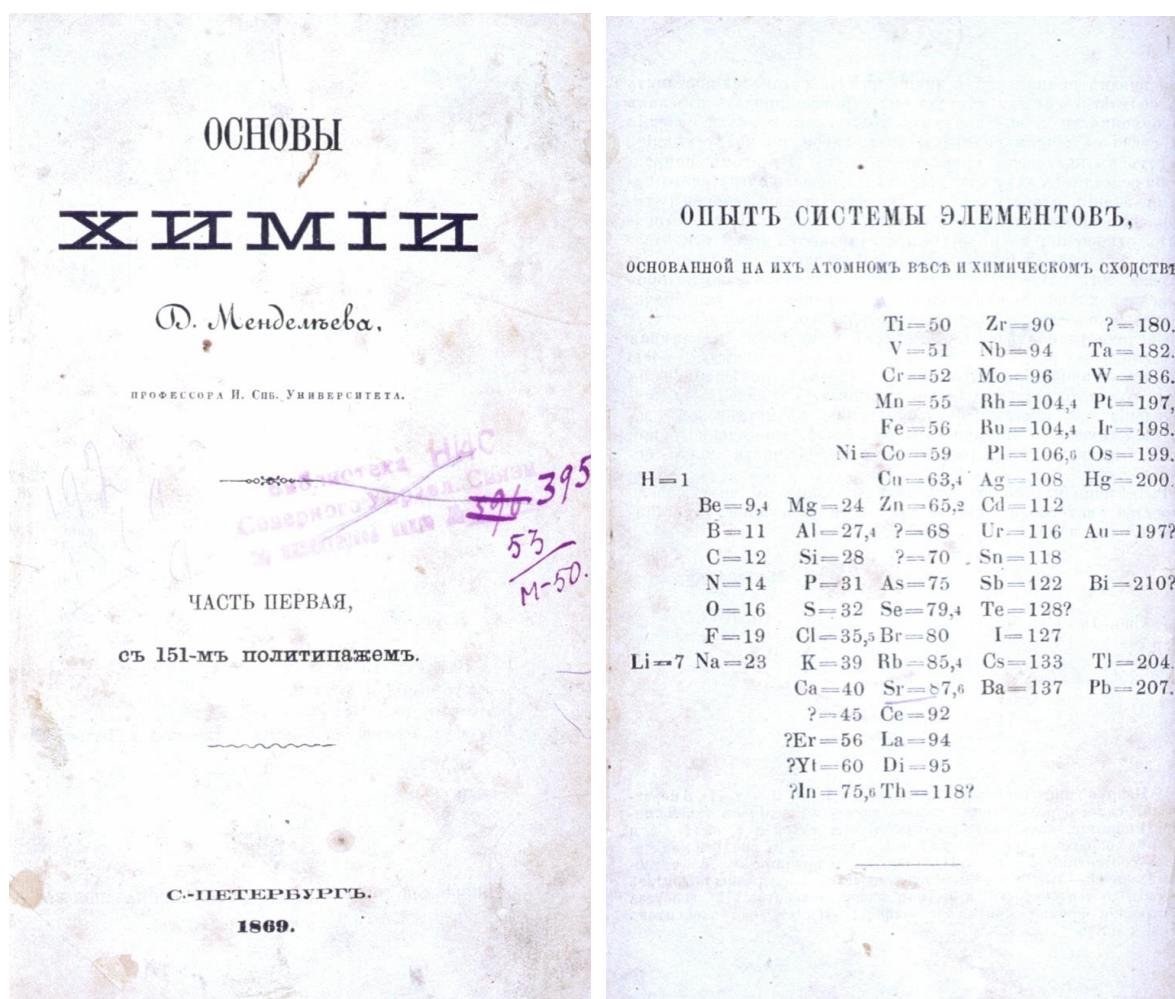 ОСНОВЫ
ХИМІИ
Д. Менделѣева,
ПРОФЕССОРА И. СПБ. УНИВЕРСИТЕТА.
библіотека НИС
Северного Управл. Связи
395
53
М-50.
ЧАСТЬ ПЕРВАЯ,
съ 151-мъ политипажемъ.
С.-ПЕТЕРБУРГЪ.
1869.
ОПЫТЪ СИСТЕМЫ ЭЛЕМЕНТОВЪ,
ОСНОВАННОЙ НА ИХЪ АТОМНОМЪ ВѢСѢ И ХИМИЧЕСКОМЪ СХОДСТВѢ
Ti=50 Zr=90 ?=180.
V=51 Nb=94 Ta=182.
Cr=52 Mo=96 W=186.
Mn=55 Rh=104,4 Pt=197,
Fe=56 Ru=104,4 Ir=198.
Ni=Co=59 Pl=106,6 Os=199.
H=1 Cu=63,4 Ag=108 Hg=200.
Be=9,4 Mg=24 Zn=65,2 Cd=112
B=11 Al=27,4 ?=68 Ur=116 Au=197?
C=12 Si=28 ?=70 Sn=118
N=14 P=31 As=75 Sb=122 Bi=210?
O=16 S=32 Se=79,4 Te=128?
F=19 Cl=35,5 Br=80 I=127
Li=7 Na=23 K=39 Rb=85,4 Cs=133 Tl=204.
Ca=40 Sr=87,6 Ba=137 Pb=207.
?=45 Ce=92
?Er=56 La=94
?Yt=60 Di=95
?In=75,6 Th=118?